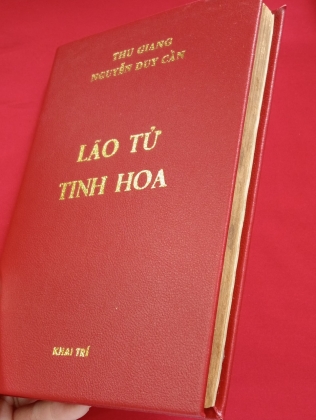 THU GIANG
NGUYỄN DUY CẦN
LÃO TỬ
TINH HOA
KHAI TRÍ